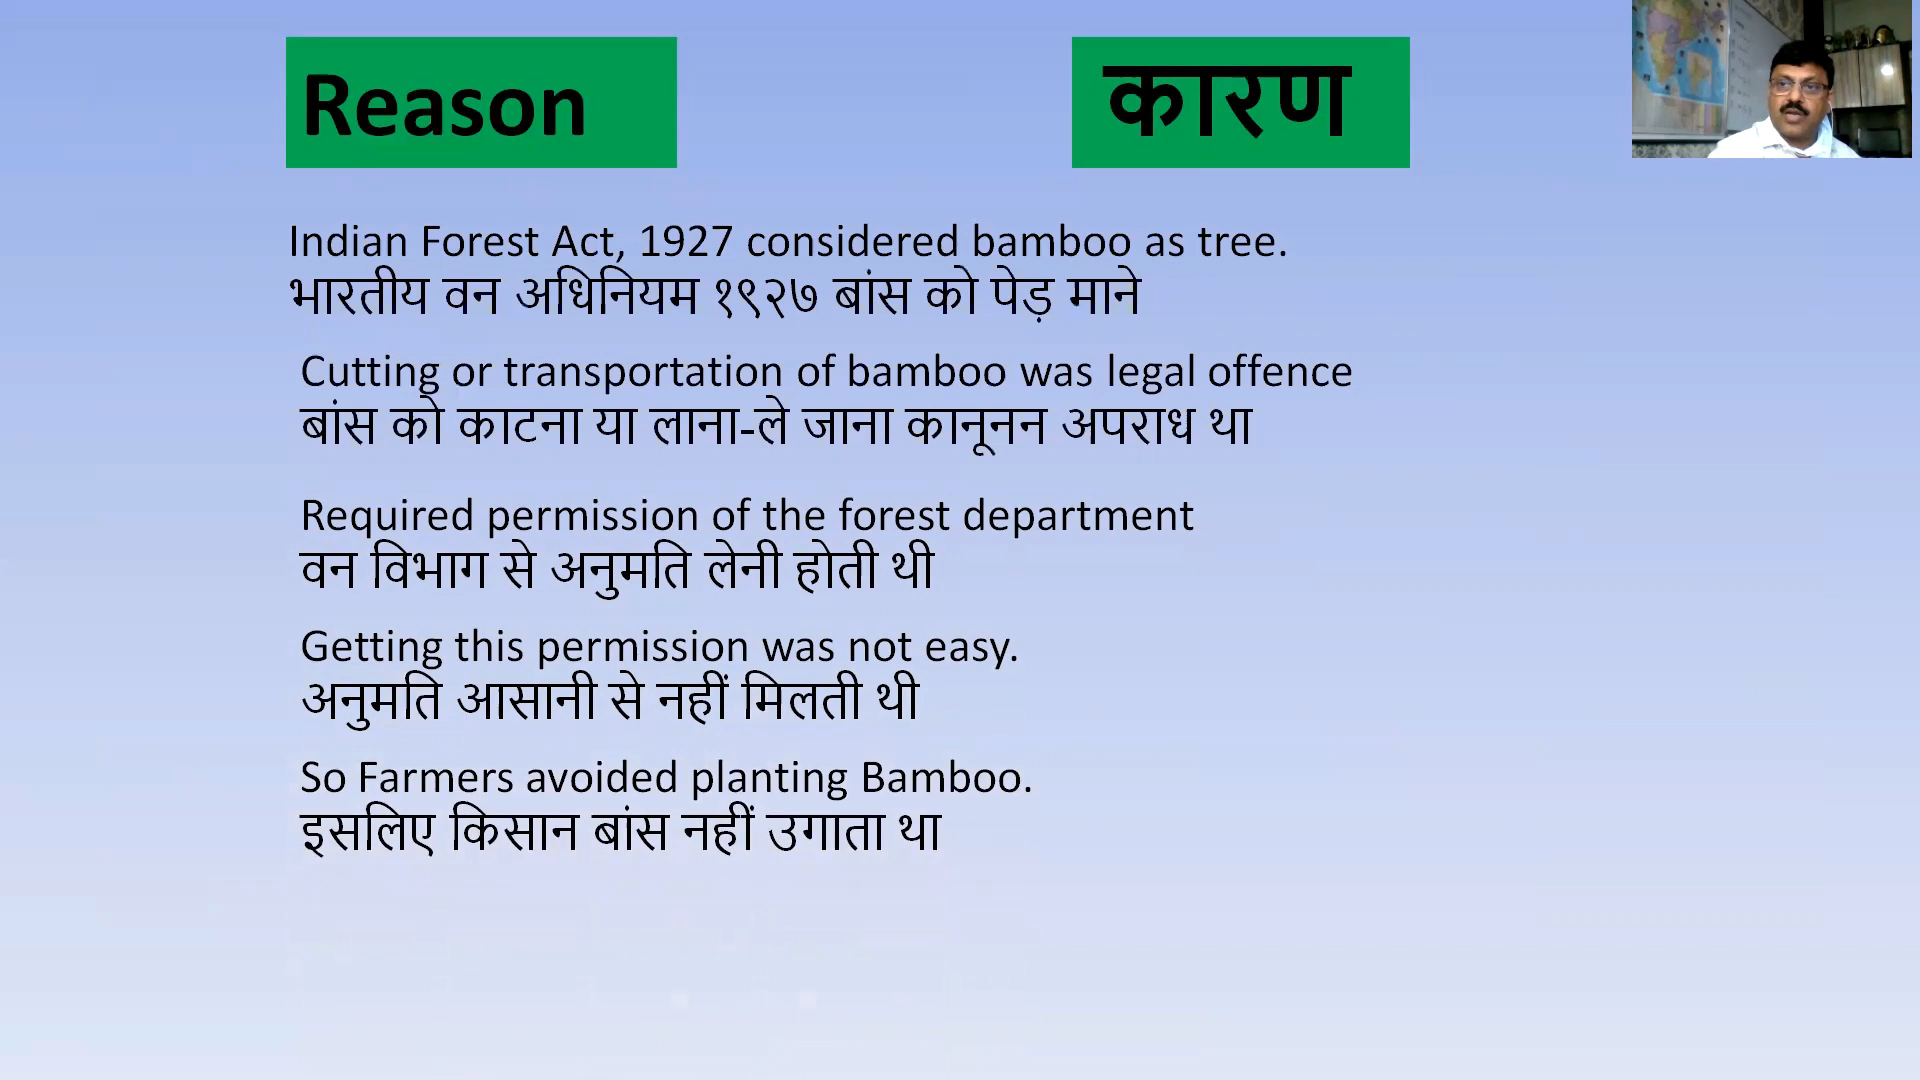 Reason
कारण
Indian Forest Act, 1927 considered bamboo as tree.
भारतीय वन अधिनियम १९२७ बांस को पेड़ माने
Cutting or transportation of bamboo was legal offence
बांस को काटना या लाना-ले जाना कानूनन अपराध था
Required permission of the forest department
वन विभाग से अनुमति लेनी होती थी
Getting this permission was not easy.
अनुमति आसानी से नहीं मिलती थी
So Farmers avoided planting Bamboo.
इसलिए किसान बांस नहीं उगाता था